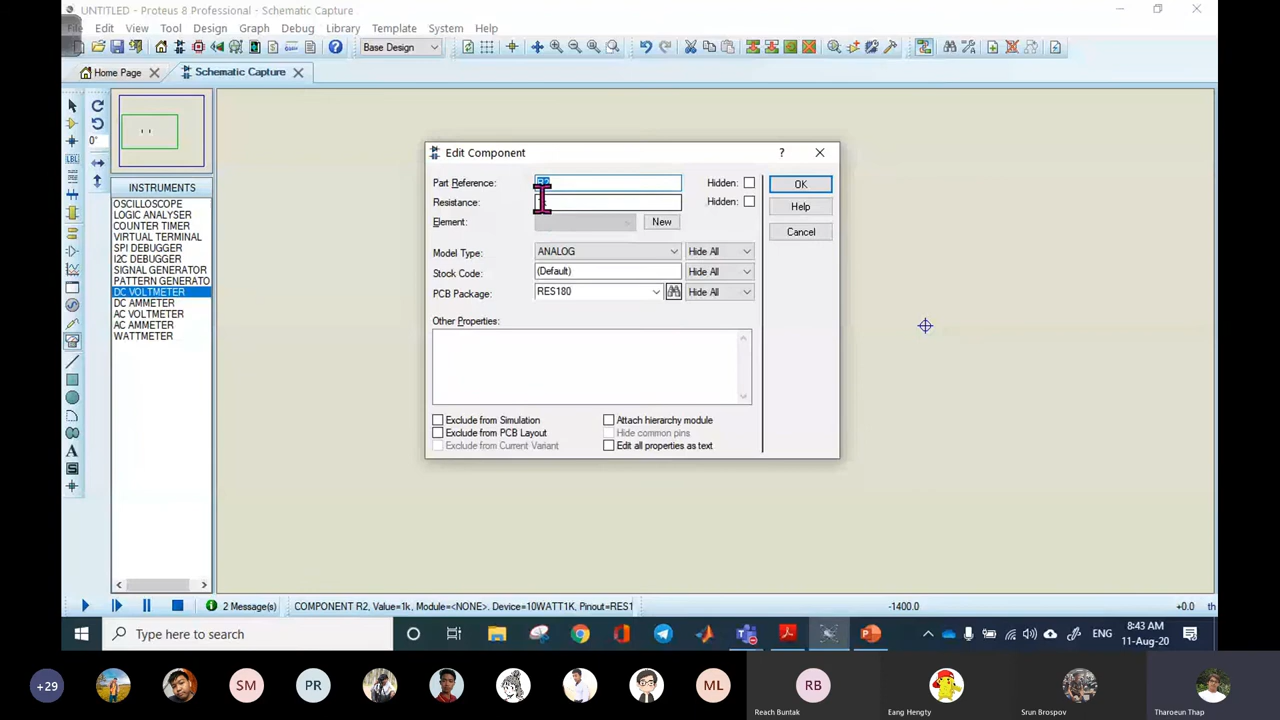 UNTITLED - Proteus 8 Professional - Schematic Capture
File Edit View Tool Design Graph Debug Library Template System Help
Base Design
Home Page Schematic Capture
0°
INSTRUMENTS
OSCILLOSCOPE
LOGIC ANALYSER
COUNTER TIMER
VIRTUAL TERMINAL
SPI DEBUGGER
I2C DEBUGGER
SIGNAL GENERATOR
PATTERN GENERATO
DC VOLTMETER
DC AMMETER
AC VOLTMETER
AC AMMETER
WATTMETER
LBL
A
S
Edit Component ?
Part Reference: R2 Hidden: OK
Resistance: Hidden: Help
Element: New
Cancel
Model Type: ANALOG Hide All
Stock Code: (Default) Hide All
PCB Package: RES180 Hide All
Other Properties:
Exclude from Simulation Attach hierarchy module
Exclude from PCB Layout Hide common pins
Exclude from Current Variant Edit all properties as text
2 Message(s) COMPONENT R2, Value=1k, Module=<NONE>. Device=10WATT1K, Pinout=RES1 -1400.0 +0.0 th
Type here to search ENG 8:43 AM
11-Aug-20
+29 SM PR ML RB
Reach Buntak Eang Hengty Srun Brospov Tharoeun Thap